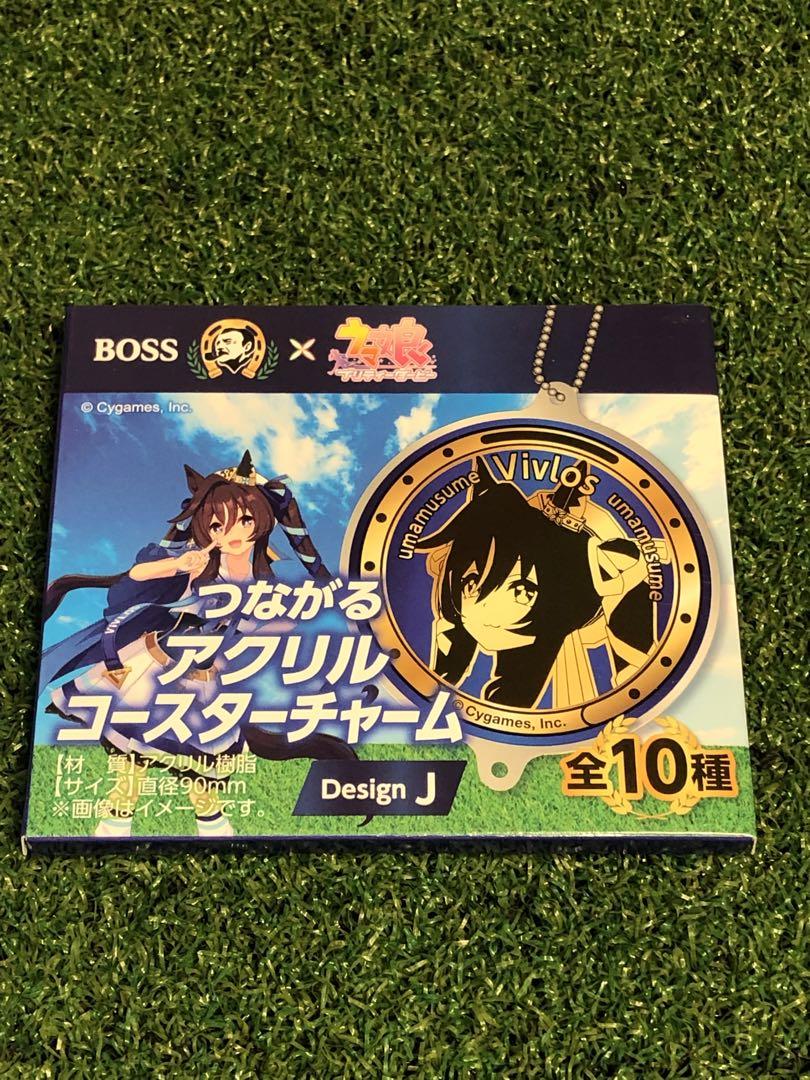 BOSS × ウマ娘
プリティーダービー
© Cygames, Inc.
umamusume Vivlos umamusume
つながる
アクリル
コースターチャーム
© Cygames, Inc.
【材　質】アクリル樹脂
【サイズ】直径90mm
※画像はイメージです。
Design J
全10種